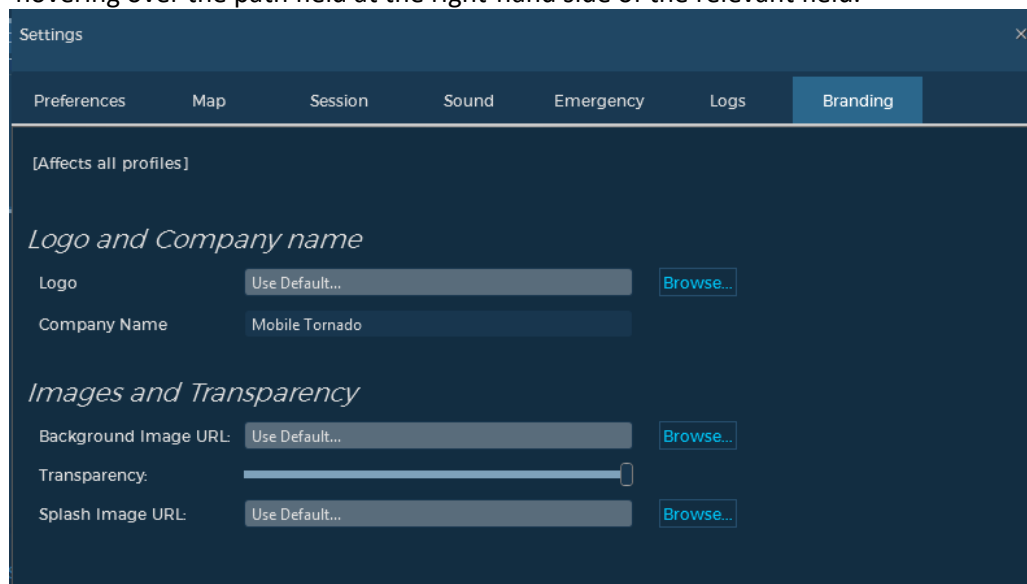 hovering over the path field at the right-hand side of the relevant field.
Settings ×
Preferences Map Session Sound Emergency Logs Branding
[Affects all profiles]
Logo and Company name
Logo Use Default... Browse...
Company Name Mobile Tornado
Images and Transparency
Background Image URL: Use Default... Browse...
Transparency:
Splash Image URL: Use Default... Browse...